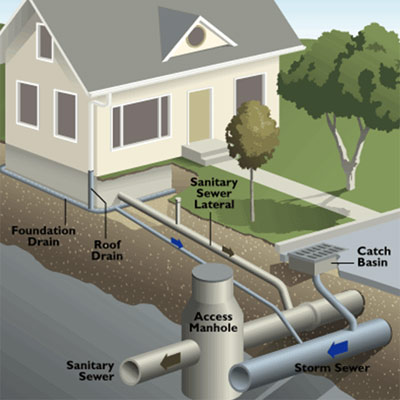 Sanitary
Sewer
Lateral
Foundation
Drain
Roof
Drain
Catch
Basin
Access
Manhole
Sanitary
Sewer
Storm Sewer